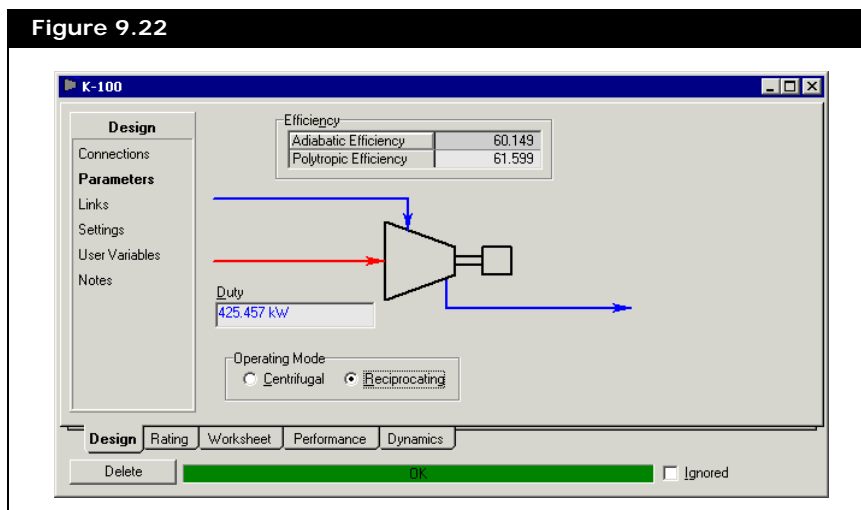 Figure 9.22
K-100
Design
Connections
Parameters
Links
Settings
User Variables
Notes
Efficiency
Adiabatic Efficiency 60.149
Polytropic Efficiency 61.599
Duty
425.457 kW
Operating Mode
Centrifugal Reciprocating
Design Rating Worksheet Performance Dynamics
Delete OK Ignored